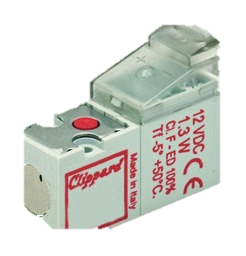 +
Clippard
Made in Italy
12 VDC
1.3 W
CL F - ED 100%
Tf -5° +50°C.
CE